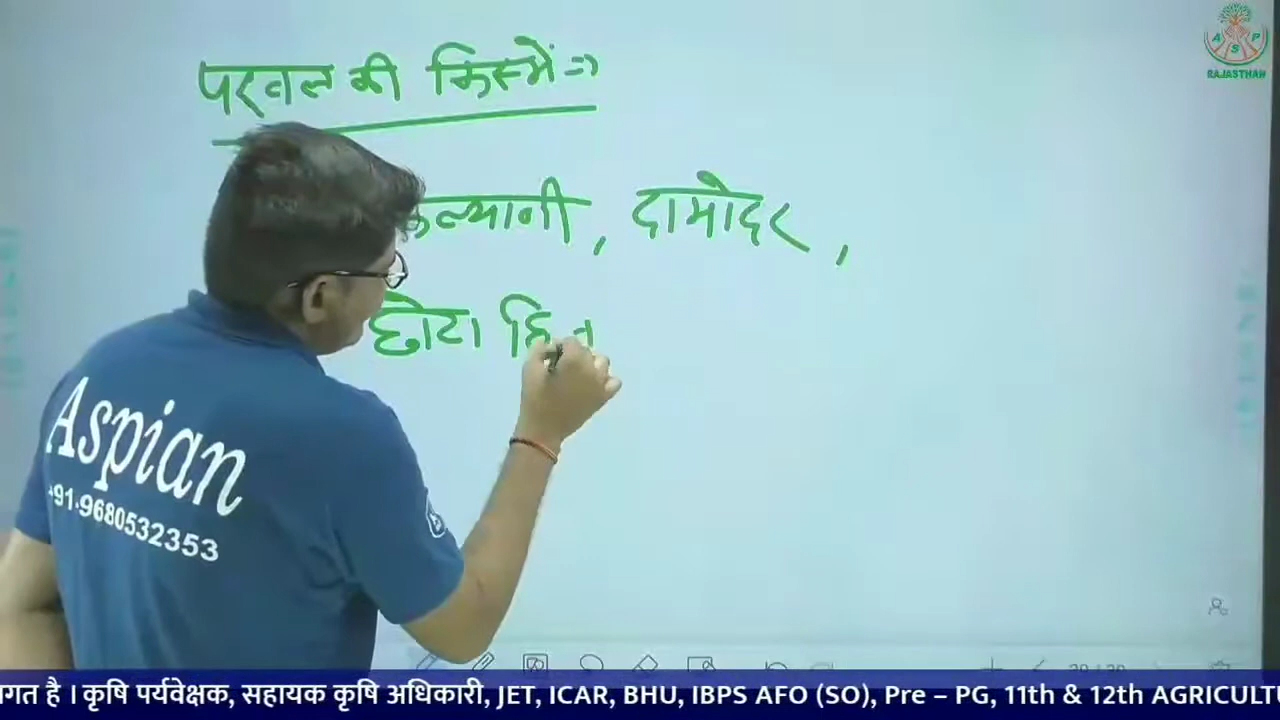 परवल की किस्में =>
कल्यानी, दामोदर,
छोटा हि
A S P
RAJASTHAN
Aspian
+91-9680532353
गत है । कृषि पर्यवेक्षक, सहायक कृषि अधिकारी, JET, ICAR, BHU, IBPS AFO (SO), Pre – PG, 11th & 12th AGRICULTU